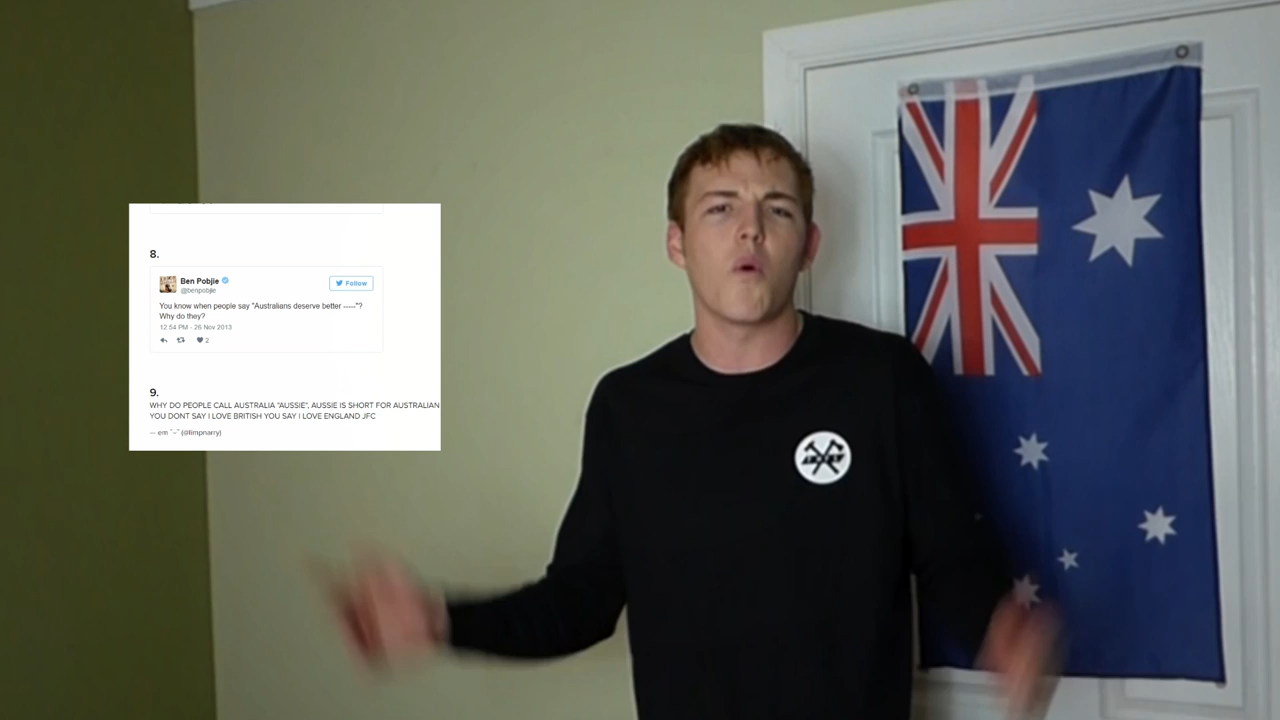 8.
Ben Pobjie
@benpobjie
Follow
You know when people say "Australians deserve better -----"?
Why do they?
12:54 PM - 26 Nov 2013
2
9.
WHY DO PEOPLE CALL AUSTRALIA "AUSSIE", AUSSIE IS SHORT FOR AUSTRALIAN
YOU DONT SAY I LOVE BRITISH YOU SAY I LOVE ENGLAND JFC
— em ˘⌣˘ (@limpnarry)